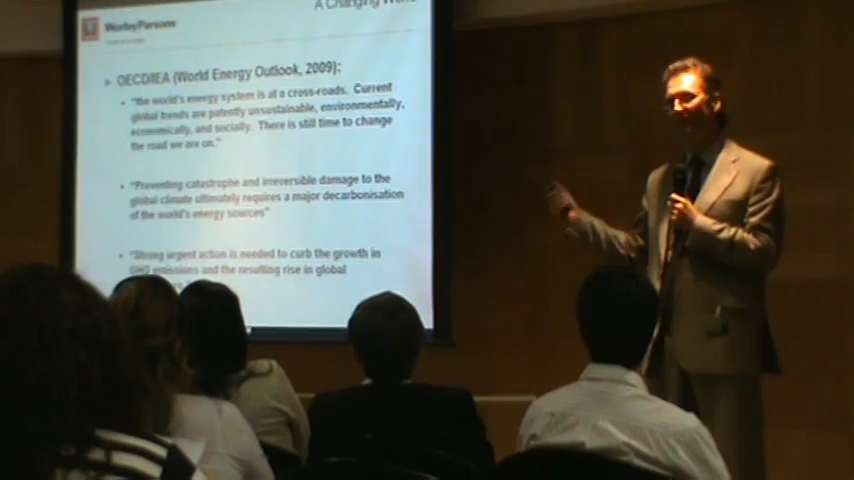 A Changing World
WorleyParsons
OECD/IEA (World Energy Outlook, 2009):
"the world's energy system is at a cross-roads. Current
global trends are patently unsustainable, environmentally,
economically, and socially. There is still time to change
the road we are on."
"Preventing catastrophe and irreversible damage to the
global climate ultimately requires a major decarbonisation
of the world's energy sources"
"Strong urgent action is needed to curb the growth in
GHG emissions and the resulting rise in global